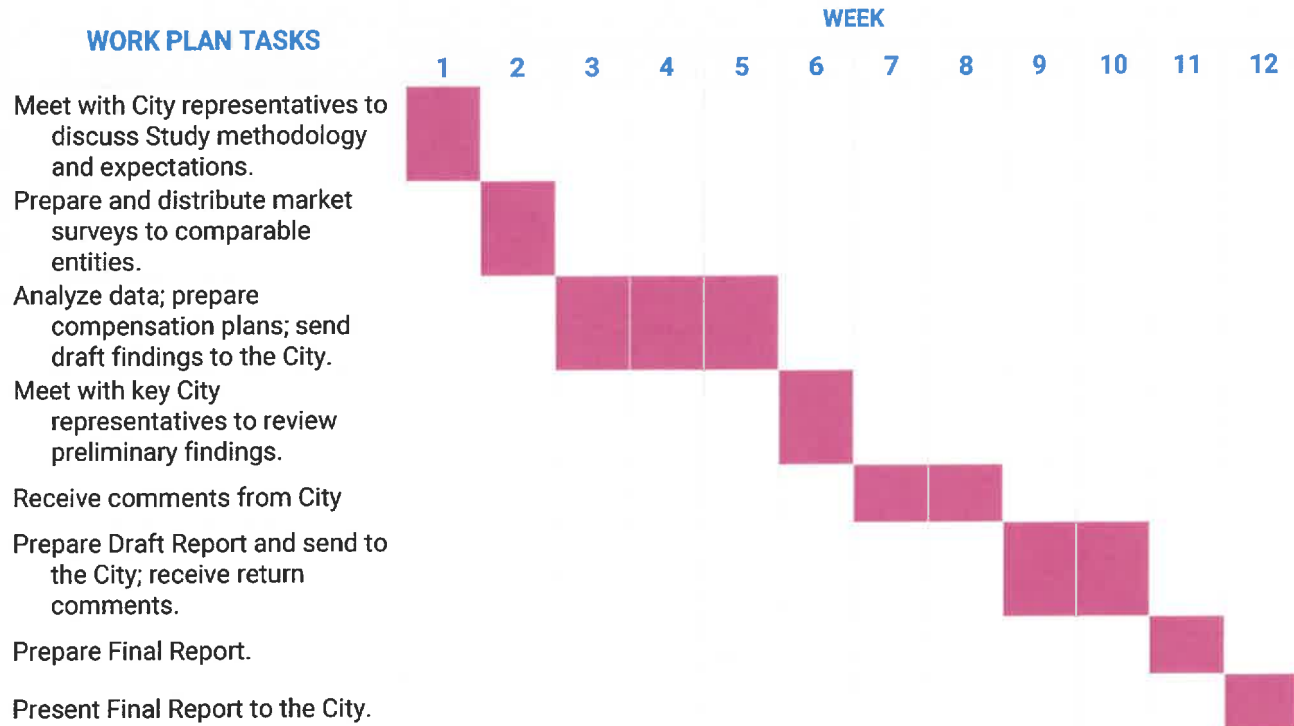 WEEK
WORK PLAN TASKS
1 2 3 4 5 6 7 8 9 10 11 12
Meet with City representatives to
discuss Study methodology
and expectations.
Prepare and distribute market
surveys to comparable
entities.
Analyze data; prepare
compensation plans; send
draft findings to the City.
Meet with key City
representatives to review
preliminary findings.
Receive comments from City
Prepare Draft Report and send to
the City; receive return
comments.
Prepare Final Report.
Present Final Report to the City.